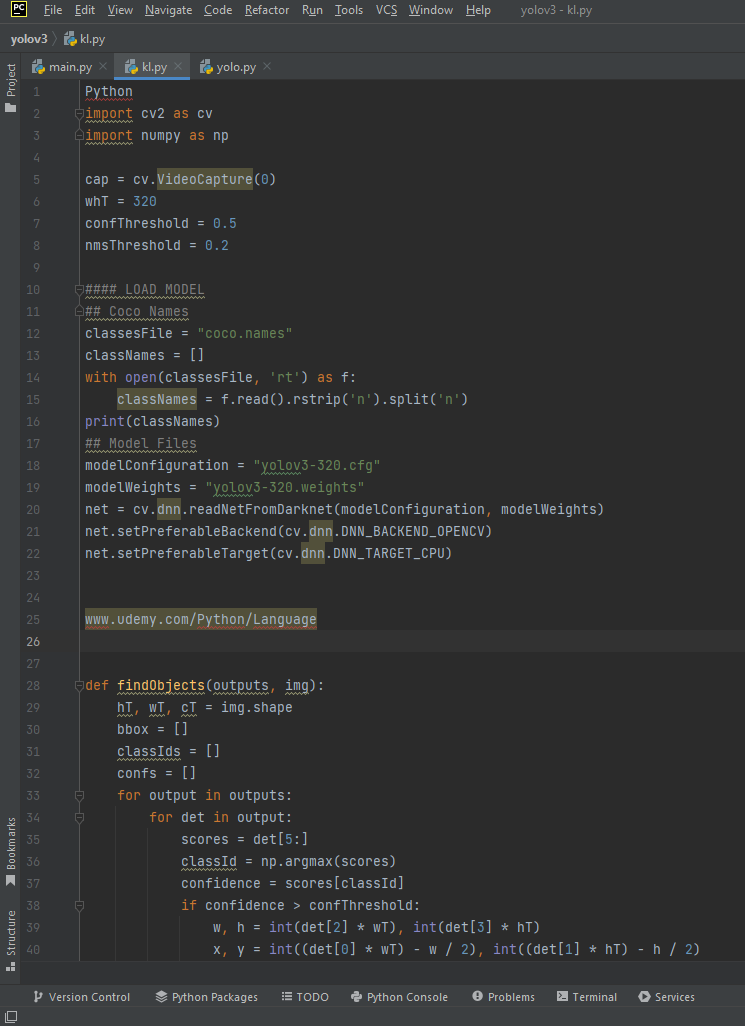 PC File Edit View Navigate Code Refactor Run Tools VCS Window Help yolov3 - kl.py
yolov3 kl.py
main.py kl.py yolo.py
Project
1 Python
2 import cv2 as cv
3 import numpy as np
4
5 cap = cv.VideoCapture(0)
6 whT = 320
7 confThreshold = 0.5
8 nmsThreshold = 0.2
9
10 #### LOAD MODEL
11 ## Coco Names
12 classesFile = "coco.names"
13 classNames = []
14 with open(classesFile, 'rt') as f:
15     classNames = f.read().rstrip('n').split('n')
16 print(classNames)
17 ## Model Files
18 modelConfiguration = "yolov3-320.cfg"
19 modelWeights = "yolov3-320.weights"
20 net = cv.dnn.readNetFromDarknet(modelConfiguration, modelWeights)
21 net.setPreferableBackend(cv.dnn.DNN_BACKEND_OPENCV)
22 net.setPreferableTarget(cv.dnn.DNN_TARGET_CPU)
23
24
25 www.udemy.com/Python/Language
26
27
28 def findObjects(outputs, img):
29     hT, wT, cT = img.shape
30     bbox = []
31     classIds = []
32     confs = []
33     for output in outputs:
34         for det in output:
35             scores = det[5:]
36             classId = np.argmax(scores)
37             confidence = scores[classId]
38             if confidence > confThreshold:
39                 w, h = int(det[2] * wT), int(det[3] * hT)
40                 x, y = int((det[0] * wT) - w / 2), int((det[1] * hT) - h / 2)
Bookmarks
Structure
Version Control Python Packages TODO Python Console Problems Terminal Services